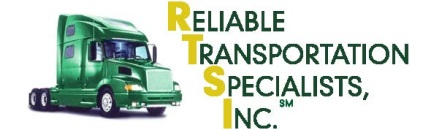 RELIABLE
TRANSPORTATION
SPECIALISTS,
INC.℠